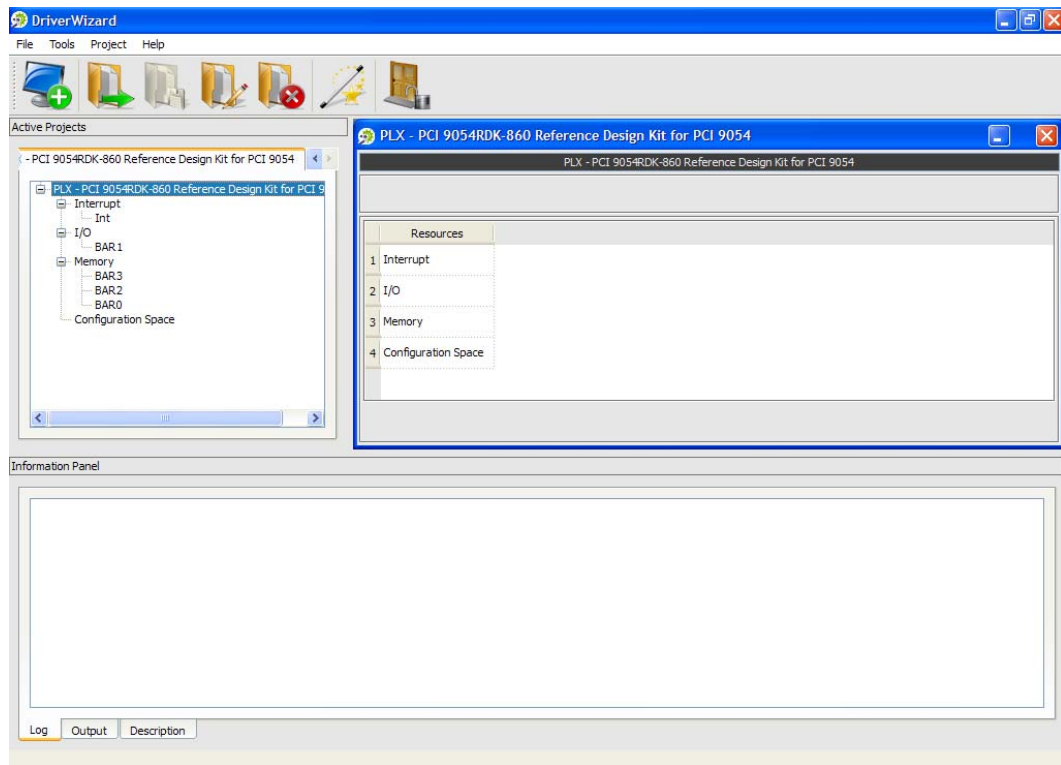 DriverWizard
File Tools Project Help
Active Projects
- PCI 9054RDK-860 Reference Design Kit for PCI 9054
PLX - PCI 9054RDK-860 Reference Design Kit for PCI 9
Interrupt
Int
I/O
BAR1
Memory
BAR3
BAR2
BAR0
Configuration Space
PLX - PCI 9054RDK-860 Reference Design Kit for PCI 9054
PLX - PCI 9054RDK-860 Reference Design Kit for PCI 9054
Resources
1 Interrupt
2 I/O
3 Memory
4 Configuration Space
Information Panel
Log Output Description